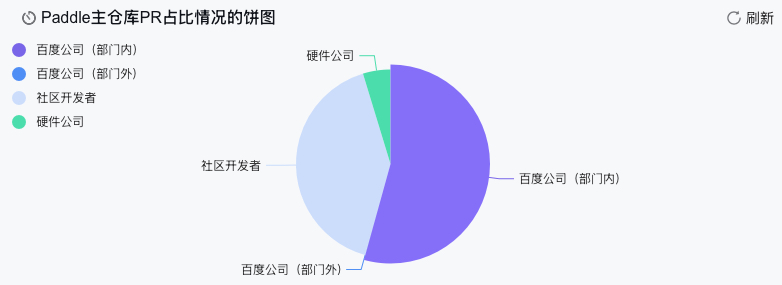 Paddle主仓库PR占比情况的饼图
刷新
百度公司（部门内）
百度公司（部门外）
社区开发者
硬件公司
硬件公司
社区开发者
百度公司（部门内）
百度公司（部门外）